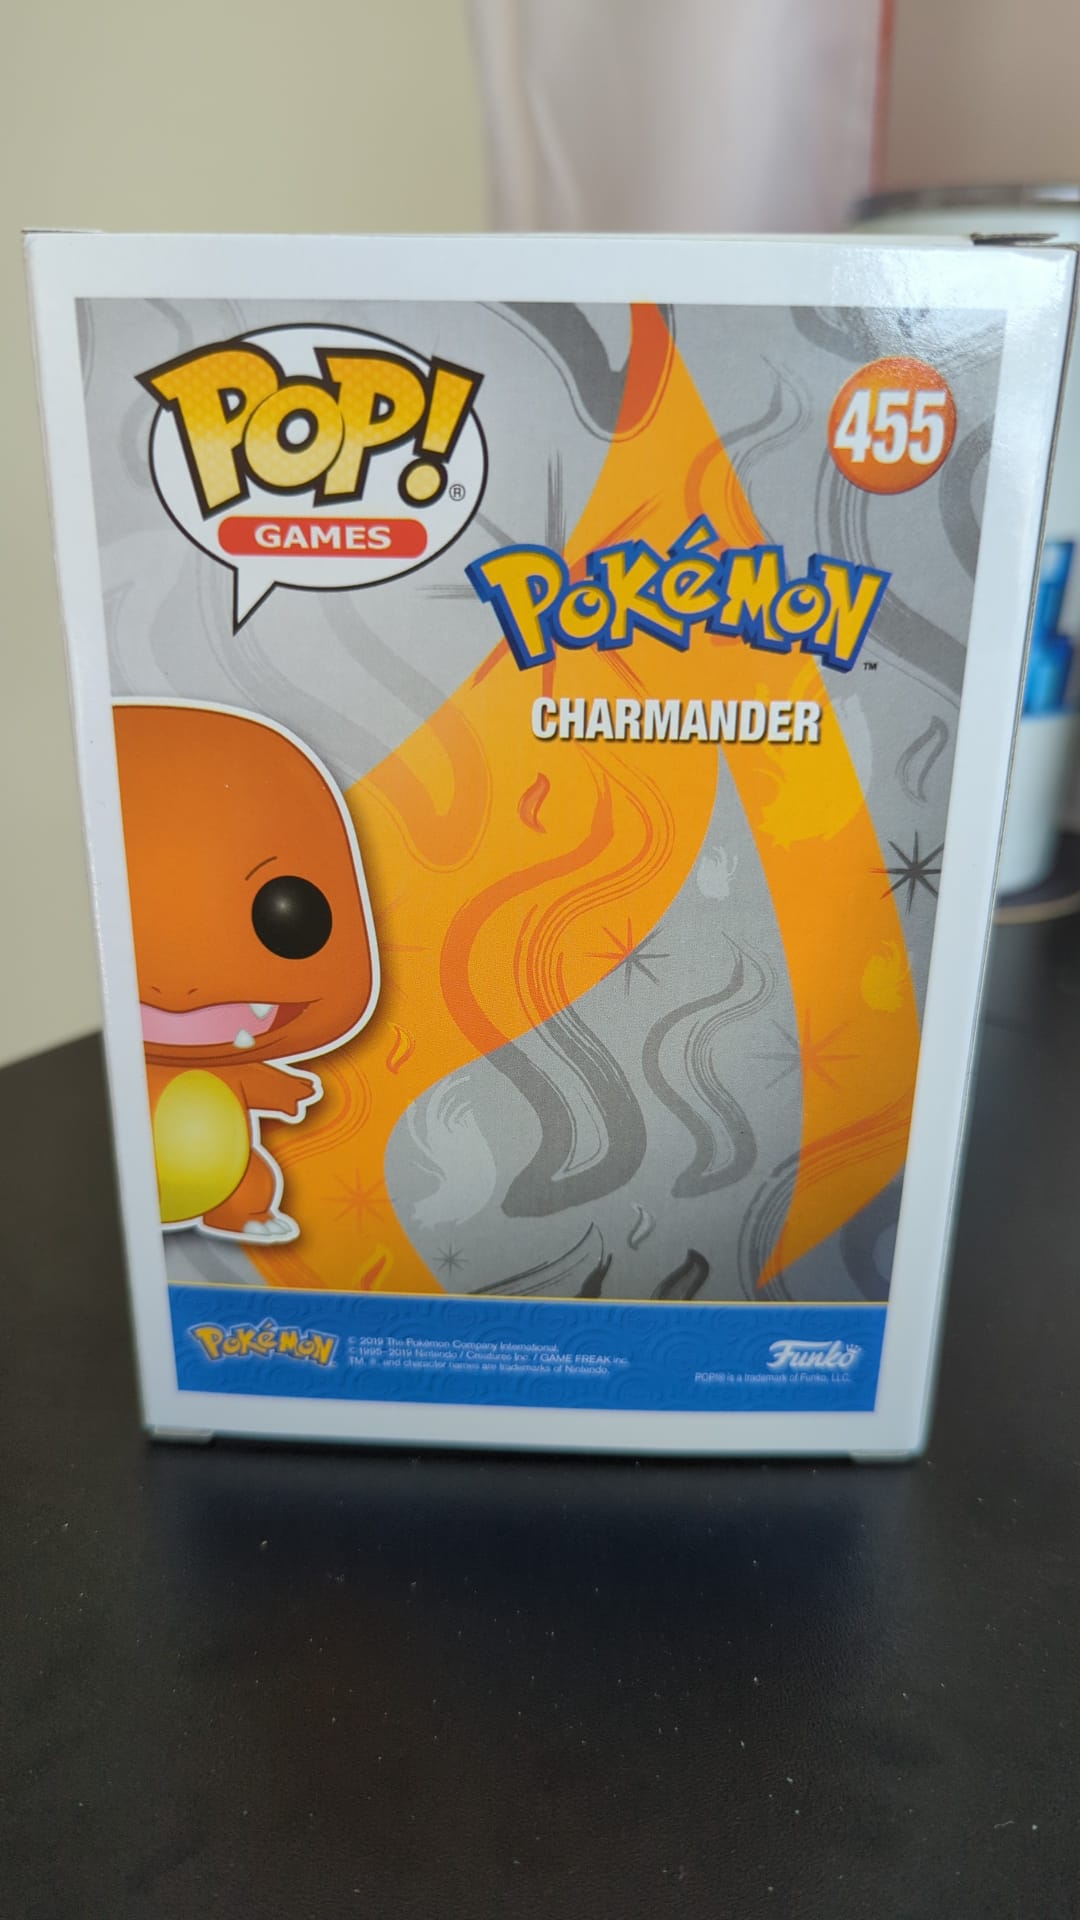 POP!®
GAMES
455
POKéMON™
CHARMANDER
POKéMON
© 2019 The Pokémon Company International.
© 1995–2019 Nintendo / Creatures Inc. / GAME FREAK inc.
TM, ®, and character names are trademarks of Nintendo.
Funko
POP!® is a trademark of Funko, LLC.